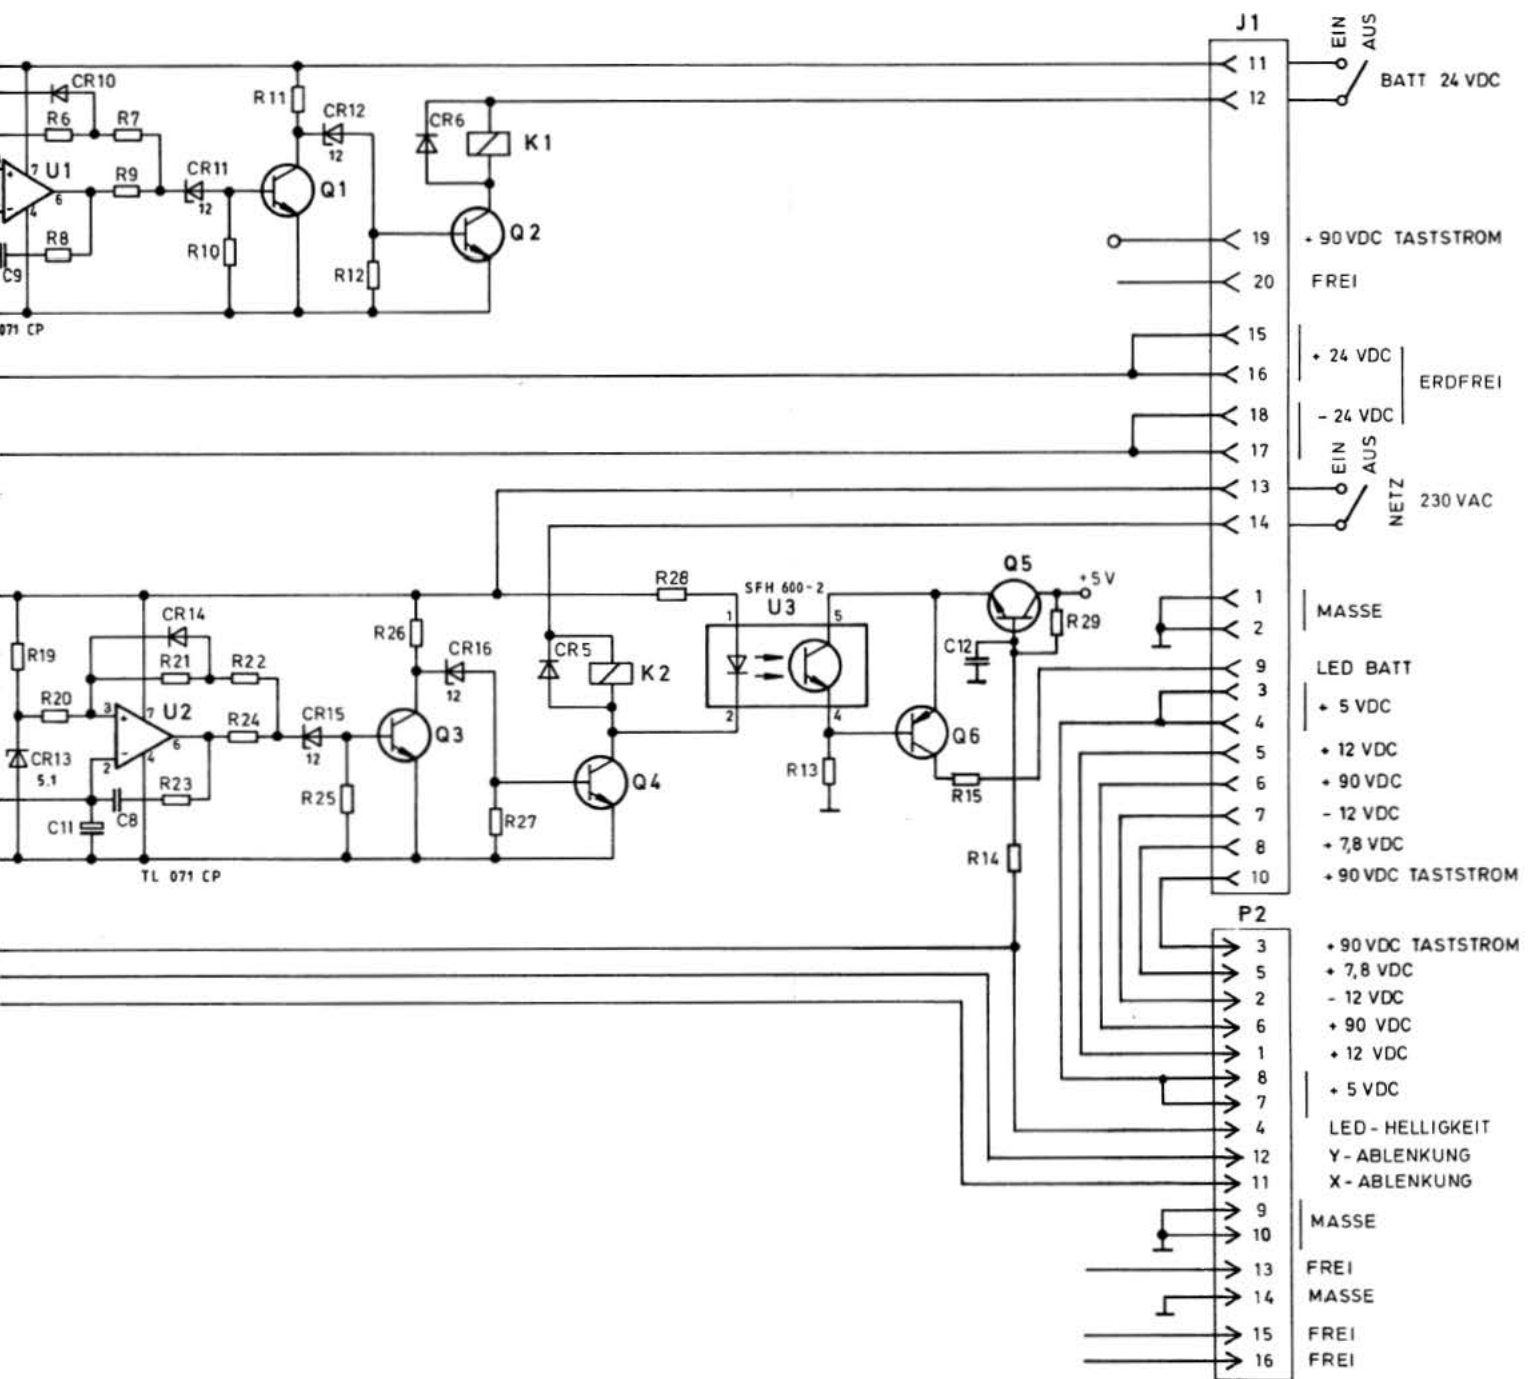 J1
EIN
AUS
11
12
BATT 24 VDC
CR10
R6
R7
U1
+
-
7
6
4
R9
R8
C9
CR11
12
R10
R11
CR12
12
Q1
R12
CR6
K1
Q2
071 CP
19
+ 90 VDC TASTSTROM
20
FREI
15
16
+ 24 VDC
ERDFREI
18
17
- 24 VDC
EIN
AUS
13
14
NETZ
230 VAC
R19
CR14
R21
R22
R20
3
+
-
2
7
4
6
U2
CR13
5.1
R24
R23
C8
C11
TL 071 CP
CR15
12
R25
R26
CR16
12
Q3
R27
CR5
K2
Q4
R28
SFH 600-2
U3
1
5
2
4
R13
Q6
R15
Q5
+5V
R29
C12
R14
1
2
MASSE
9
LED BATT
3
4
+ 5 VDC
5
+ 12 VDC
6
+ 90 VDC
7
- 12 VDC
8
+ 7,8 VDC
10
+ 90 VDC TASTSTROM
P2
3
+ 90 VDC TASTSTROM
5
+ 7,8 VDC
2
- 12 VDC
6
+ 90 VDC
1
+ 12 VDC
8
7
+ 5 VDC
4
LED - HELLIGKEIT
12
Y - ABLENKUNG
11
X - ABLENKUNG
9
10
MASSE
13
FREI
14
MASSE
15
FREI
16
FREI